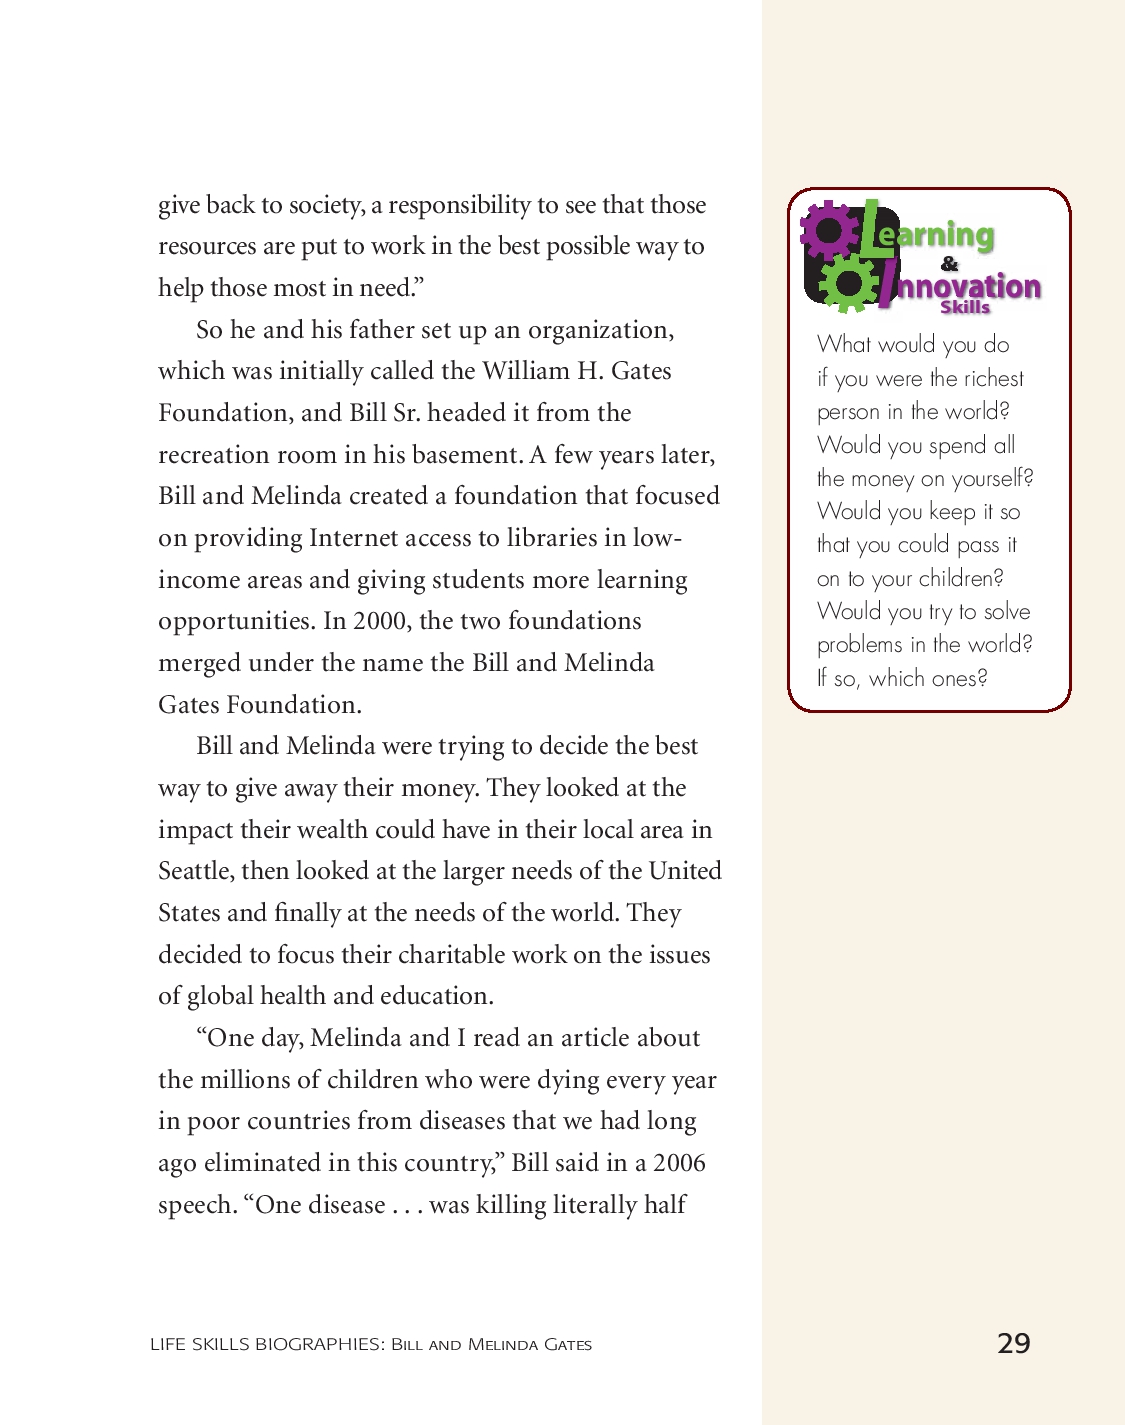 give back to society, a responsibility to see that those
resources are put to work in the best possible way to
help those most in need.”
So he and his father set up an organization,
which was initially called the William H. Gates
Foundation, and Bill Sr. headed it from the
recreation room in his basement. A few years later,
Bill and Melinda created a foundation that focused
on providing Internet access to libraries in low-
income areas and giving students more learning
opportunities. In 2000, the two foundations
merged under the name the Bill and Melinda
Gates Foundation.
Bill and Melinda were trying to decide the best
way to give away their money. They looked at the
impact their wealth could have in their local area in
Seattle, then looked at the larger needs of the United
States and finally at the needs of the world. They
decided to focus their charitable work on the issues
of global health and education.
“One day, Melinda and I read an article about
the millions of children who were dying every year
in poor countries from diseases that we had long
ago eliminated in this country,” Bill said in a 2006
speech. “One disease . . . was killing literally half
Learning
&
Innovation
Skills
What would you do
if you were the richest
person in the world?
Would you spend all
the money on yourself?
Would you keep it so
that you could pass it
on to your children?
Would you try to solve
problems in the world?
If so, which ones?
LIFE SKILLS BIOGRAPHIES: BILL AND MELINDA GATES
29